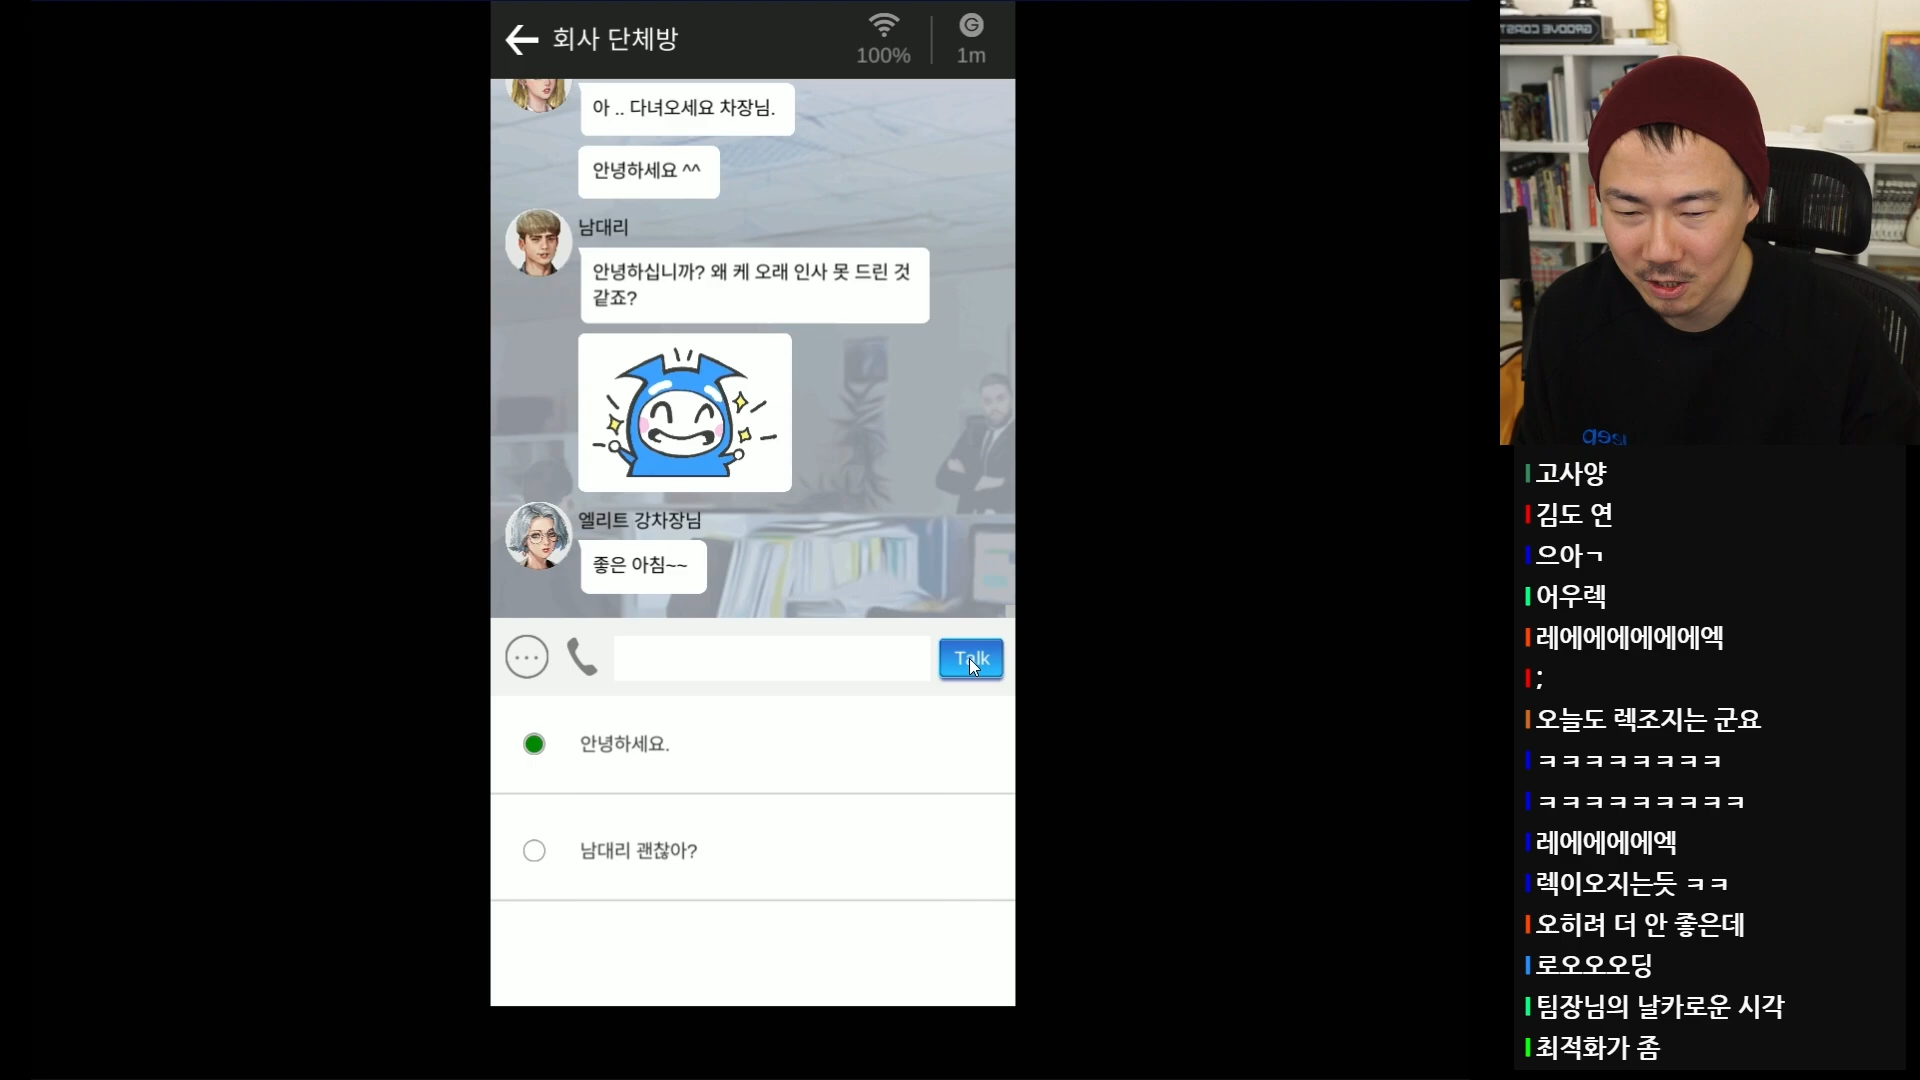 회사 단체방
100%
G
1m
아 .. 다녀오세요 차장님.
안녕하세요 ^^
남대리
안녕하십니까? 왜 케 오래 인사 못 드린 것
같죠?
엘리트 강차장님
좋은 아침~~
Talk
안녕하세요.
남대리 괜찮아?
GROOVE COAST
고사양
김도 연
으아ㄱ
어우렉
레에에에에에에엑
;
오늘도 렉조지는 군요
ㅋㅋㅋㅋㅋㅋㅋㅋ
ㅋㅋㅋㅋㅋㅋㅋㅋㅋ
레에에에에엑
렉이오지는듯 ㅋㅋ
오히려 더 안 좋은데
로오오오딩
팀장님의 날카로운 시각
최적화가 좀